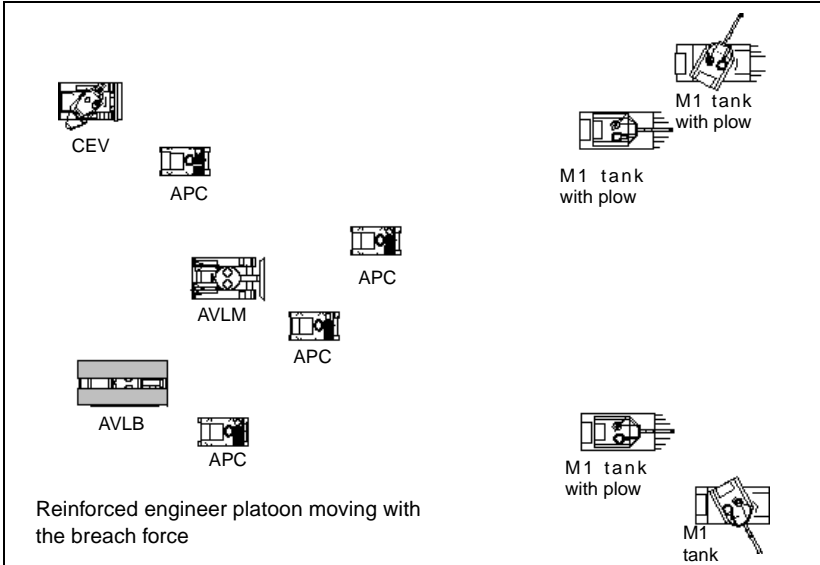 M1 tank
with plow
CEV
M1 tank
with plow
APC
APC
AVLM
APC
AVLB
APC
M1 tank
with plow
Reinforced engineer platoon moving with
the breach force
M1
tank